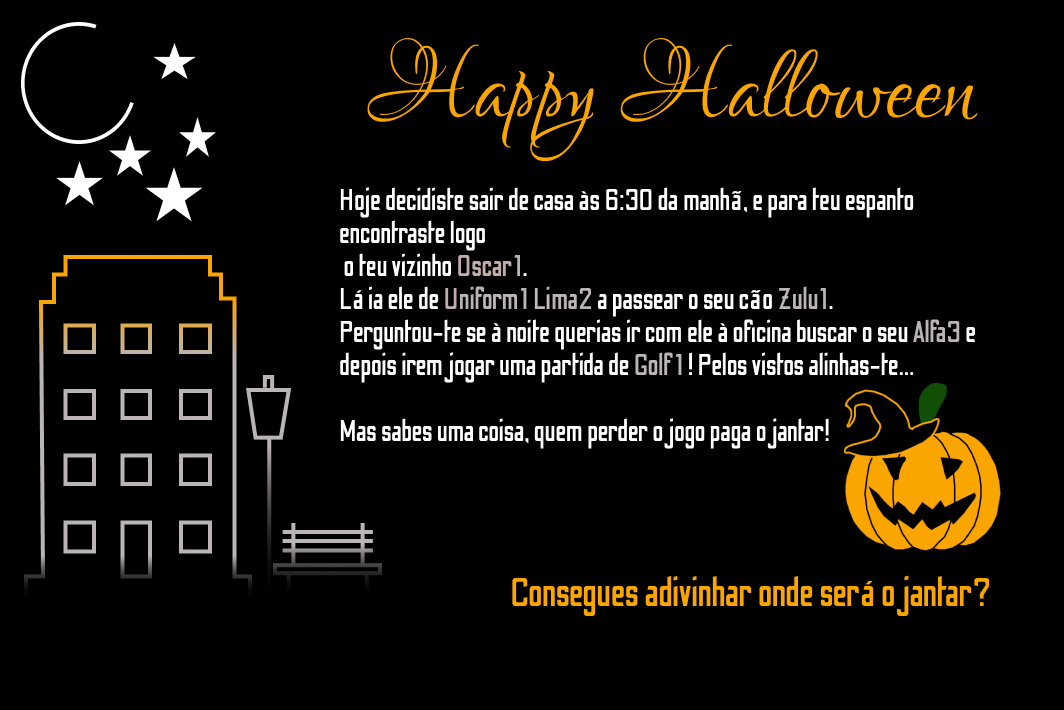 Happy Halloween
Hoje decidiste sair de casa às 6:30 da manhã, e para teu espanto
encontraste logo
o teu vizinho Oscar1.
Lá ia ele de Uniform1 Lima2 a passear o seu cão Zulu1.
Perguntou-te se à noite querias ir com ele à oficina buscar o seu Alfa3 e
depois irem jogar uma partida de Golf1 ! Pelos vistos alinhas-te...
Mas sabes uma coisa, quem perder o jogo paga o jantar!
Consegues adivinhar onde será o jantar?